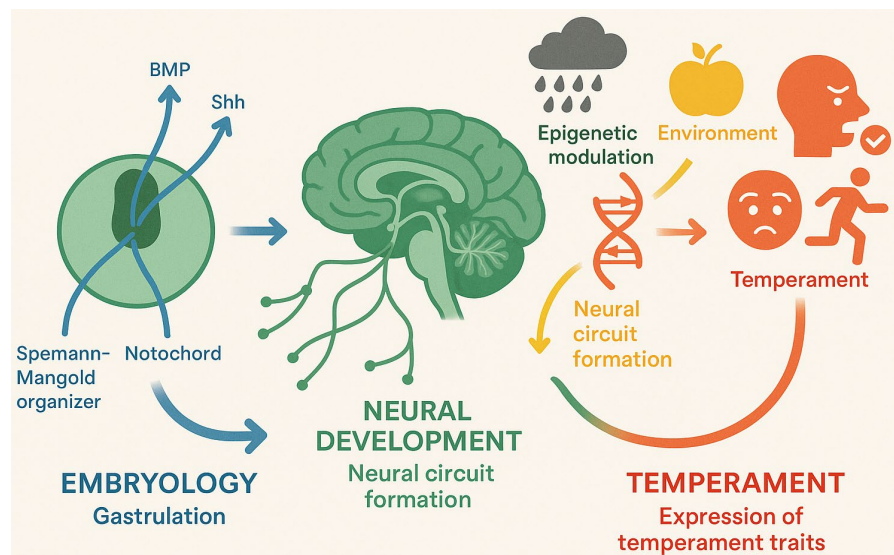 BMP
Shh
Spemann-
Mangold
organizer
Notochord
EMBRYOLOGY
Gastrulation
NEURAL
DEVELOPMENT
Neural circuit
formation
Epigenetic
modulation
Environment
Neural
circuit
formation
Temperament
TEMPERAMENT
Expression of
temperament traits